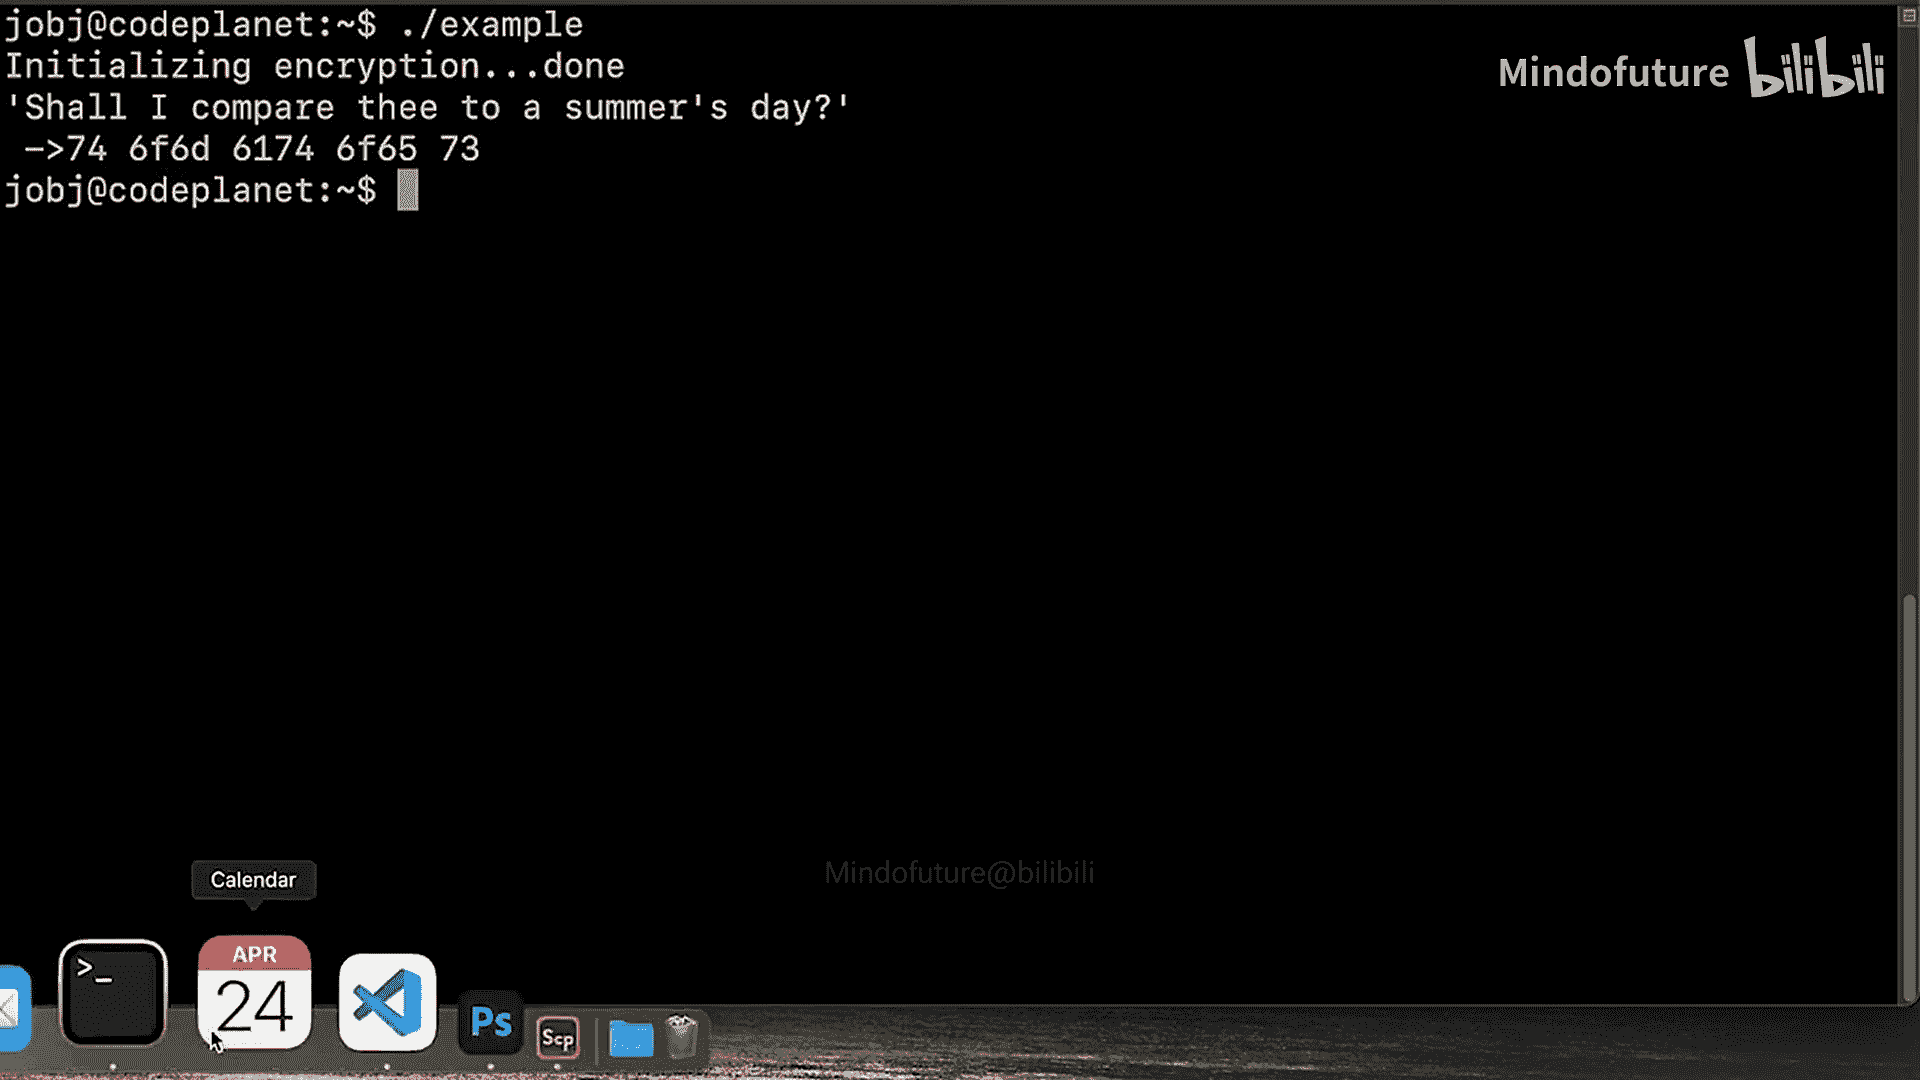 jobj@codeplanet:~$ ./example
Initializing encryption...done
'Shall I compare thee to a summer's day?'
->74 6f6d 6174 6f65 73
jobj@codeplanet:~$
Mindofuture bilibili
Mindofuture@bilibili
Calendar
>_
APR
24
Ps
Scp